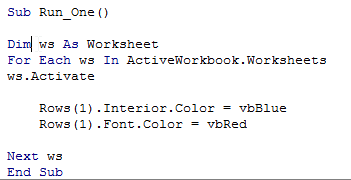 Sub Run_One()
Dim ws As Worksheet
For Each ws In ActiveWorkbook.Worksheets
ws.Activate
Rows(1).Interior.Color = vbBlue
Rows(1).Font.Color = vbRed
Next ws
End Sub